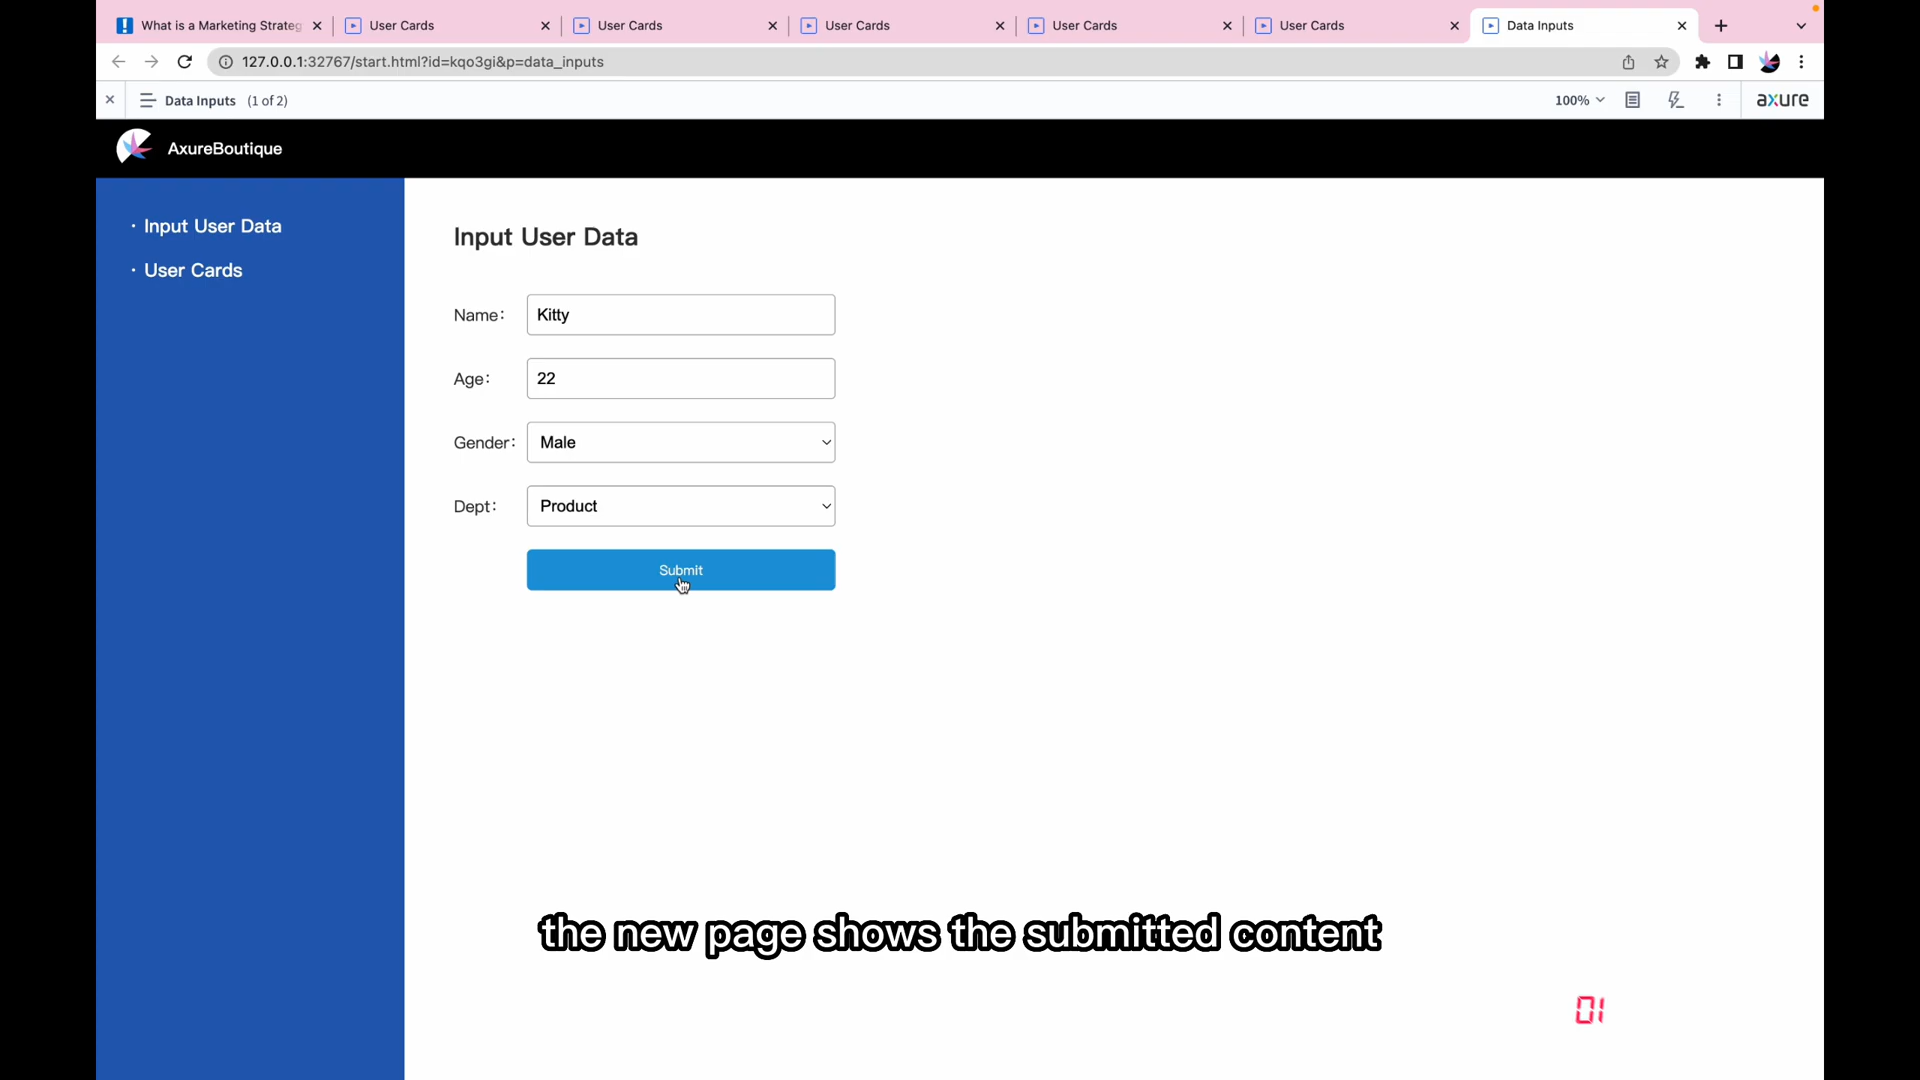 What is a Marketing Strateg
User Cards
User Cards
User Cards
User Cards
User Cards
Data Inputs
127.0.0.1:32767/start.html?id=kqo3gi&p=data_inputs
Data Inputs (1 of 2)
100%
axure
AxureBoutique
· Input User Data
· User Cards
Input User Data
Name: Kitty
Age: 22
Gender: Male
Dept: Product
Submit
the new page shows the submitted content
01